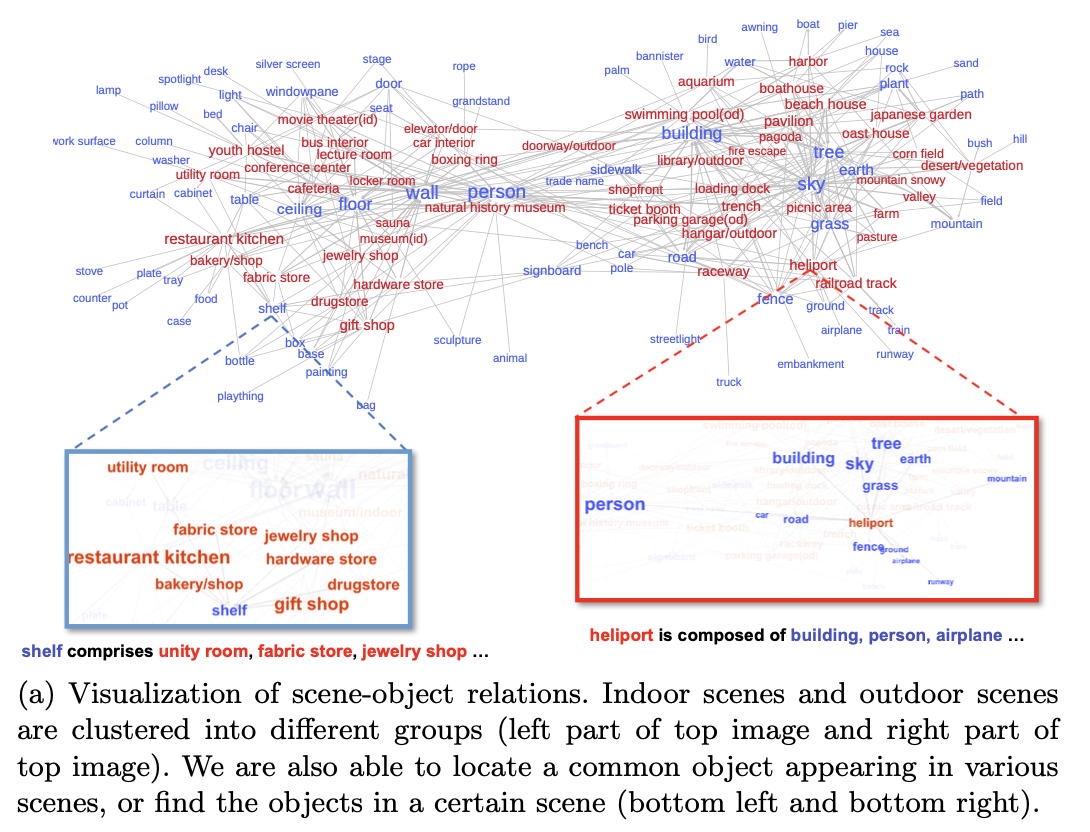 awning boat pier
bird sea
bannister water house
silver screen stage harbor
spotlight desk rope palm rock sand
lamp light windowpane door aquarium boathouse plant path
pillow seat grandstand beach house
bed movie theater(id) swimming pool(od) pavilion japanese garden
chair elevator/door building pagoda oast house
work surface column bus interior car interior doorway/outdoor fire escape tree bush hill
youth hostel lecture room boxing ring library/outdoor corn field
washer conference center sidewalk earth desert/vegetation
utility room locker room trade name sky mountain snowy
curtain cabinet cafeteria wall person shopfront loading dock valley field
table ceiling floor natural history museum ticket booth trench picnic area farm
sauna parking garage(od) grass mountain
restaurant kitchen museum(id) hangar/outdoor pasture
bakery/shop jewelry shop bench car road
stove plate tray fabric store signboard pole raceway heliport
hardware store railroad track
counter pot food shelf drugstore fence ground track
case gift shop airplane train
box sculpture streetlight
bottle base animal runway
painting embankment
plaything truck
bag
utility room ceiling sauna
floor wall natura
cabinet table
museum/indoor
fabric store jewelry shop
restaurant kitchen hardware store
bakery/shop drugstore
shelf gift shop
plate
swimming pool(od) desert/vegetation
tree
building sky earth
grass mountain
person
car road heliport
fence ground
airplane
runway
shelf comprises unity room, fabric store, jewelry shop ...
heliport is composed of building, person, airplane ...
(a) Visualization of scene-object relations. Indoor scenes and outdoor scenes
are clustered into different groups (left part of top image and right part of
top image). We are also able to locate a common object appearing in various
scenes, or find the objects in a certain scene (bottom left and bottom right).